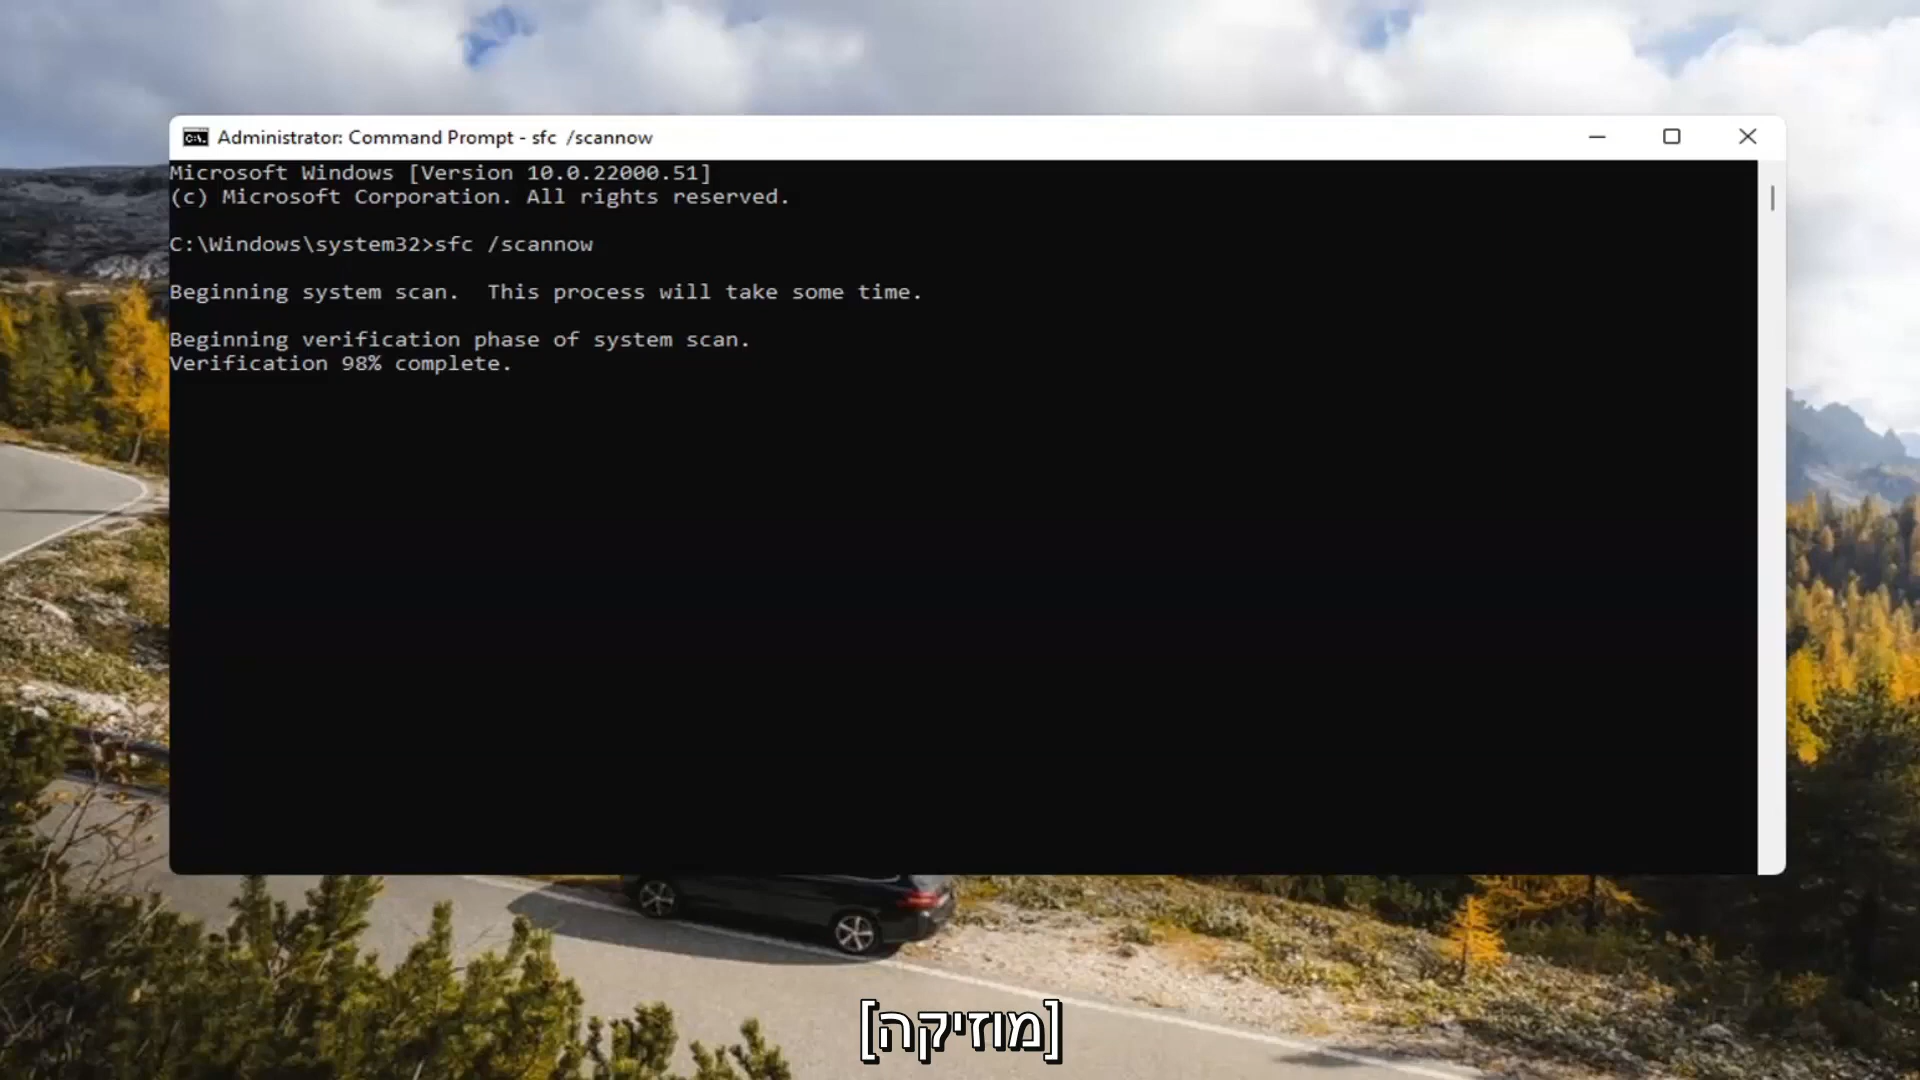 Administrator: Command Prompt - sfc  /scannow
Microsoft Windows [Version 10.0.22000.51]
(c) Microsoft Corporation. All rights reserved.
C:\Windows\system32>sfc /scannow
Beginning system scan.  This process will take some time.
Beginning verification phase of system scan.
Verification 98% complete.
[מוזיקה]